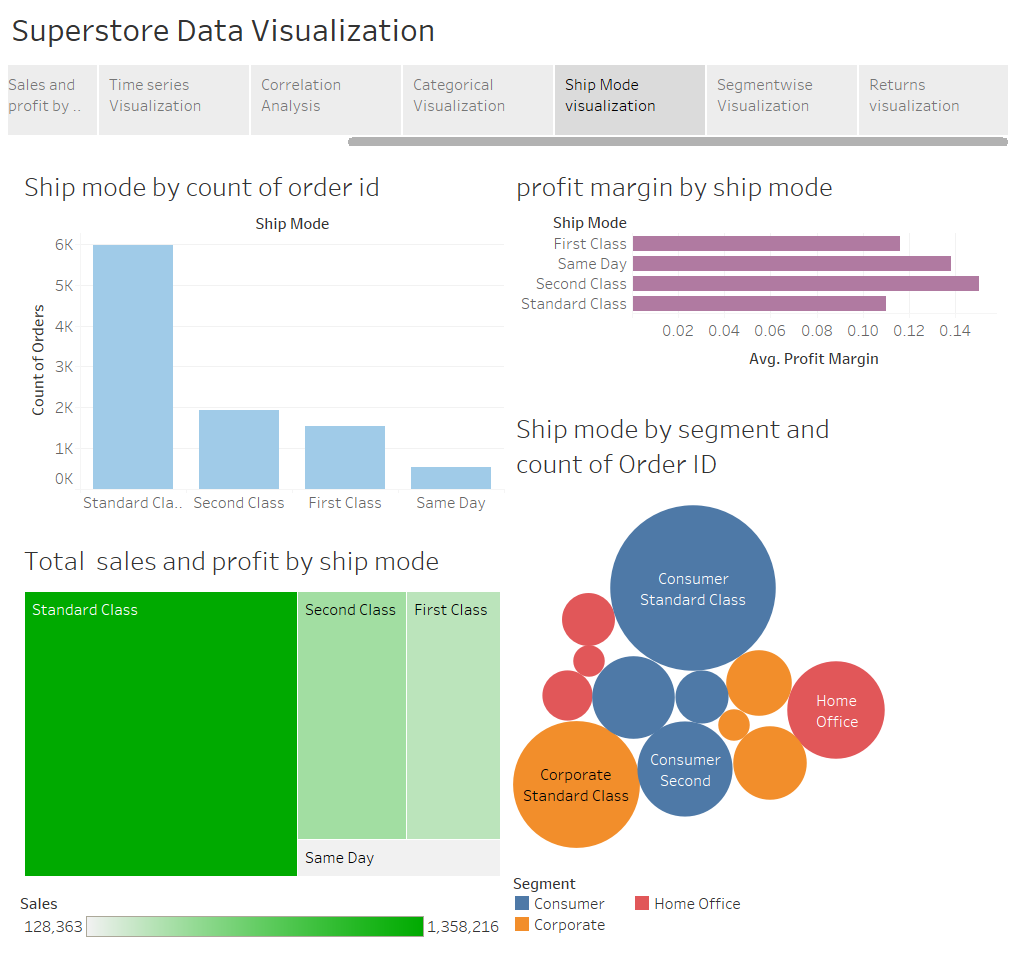 Superstore Data Visualization
Sales and
profit by ..
Time series
Visualization
Correlation
Analysis
Categorical
Visualization
Ship Mode
visualization
Segmentwise
Visualization
Returns
visualization
Ship mode by count of order id
Ship Mode
Count of Orders
6K
5K
4K
3K
2K
1K
0K
Standard Cla..
Second Class
First Class
Same Day
profit margin by ship mode
Ship Mode
First Class
Same Day
Second Class
Standard Class
0.02 0.04 0.06 0.08 0.10 0.12 0.14
Avg. Profit Margin
Total sales and profit by ship mode
Standard Class
Second Class
First Class
Same Day
Sales
128,363
1,358,216
Ship mode by segment and
count of Order ID
Consumer
Standard Class
Home
Office
Consumer
Second
Corporate
Standard Class
Segment
Consumer
Home Office
Corporate